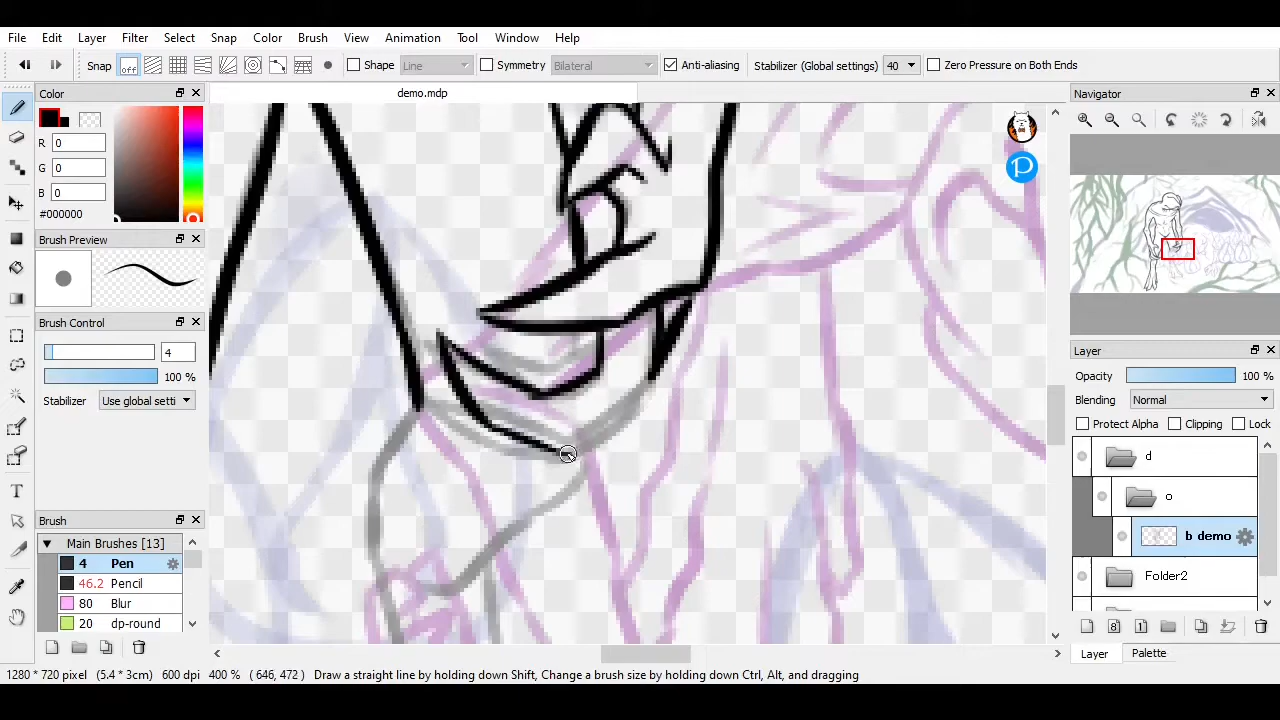 File Edit Layer Filter Select Snap Color Brush View Animation Tool Window Help
Snap off Shape Line Symmetry Bilateral Anti-aliasing Stabilizer (Global settings) 40 Zero Pressure on Both Ends
Color
demo.mdp
Navigator
R 0
G 0
B 0
#000000
Brush Preview
Brush Control
4
100 %
Stabilizer Use global setti
Layer
Opacity 100 %
Blending Normal
Protect Alpha Clipping Lock
d
o
b demo
Folder2
Brush
Main Brushes [13]
4 Pen
46.2 Pencil
80 Blur
20 dp-round
Layer Palette
1280 * 720 pixel (5.4 * 3cm) 600 dpi 400 % ( 646, 472 ) Draw a straight line by holding down Shift, Change a brush size by holding down Ctrl, Alt, and dragging